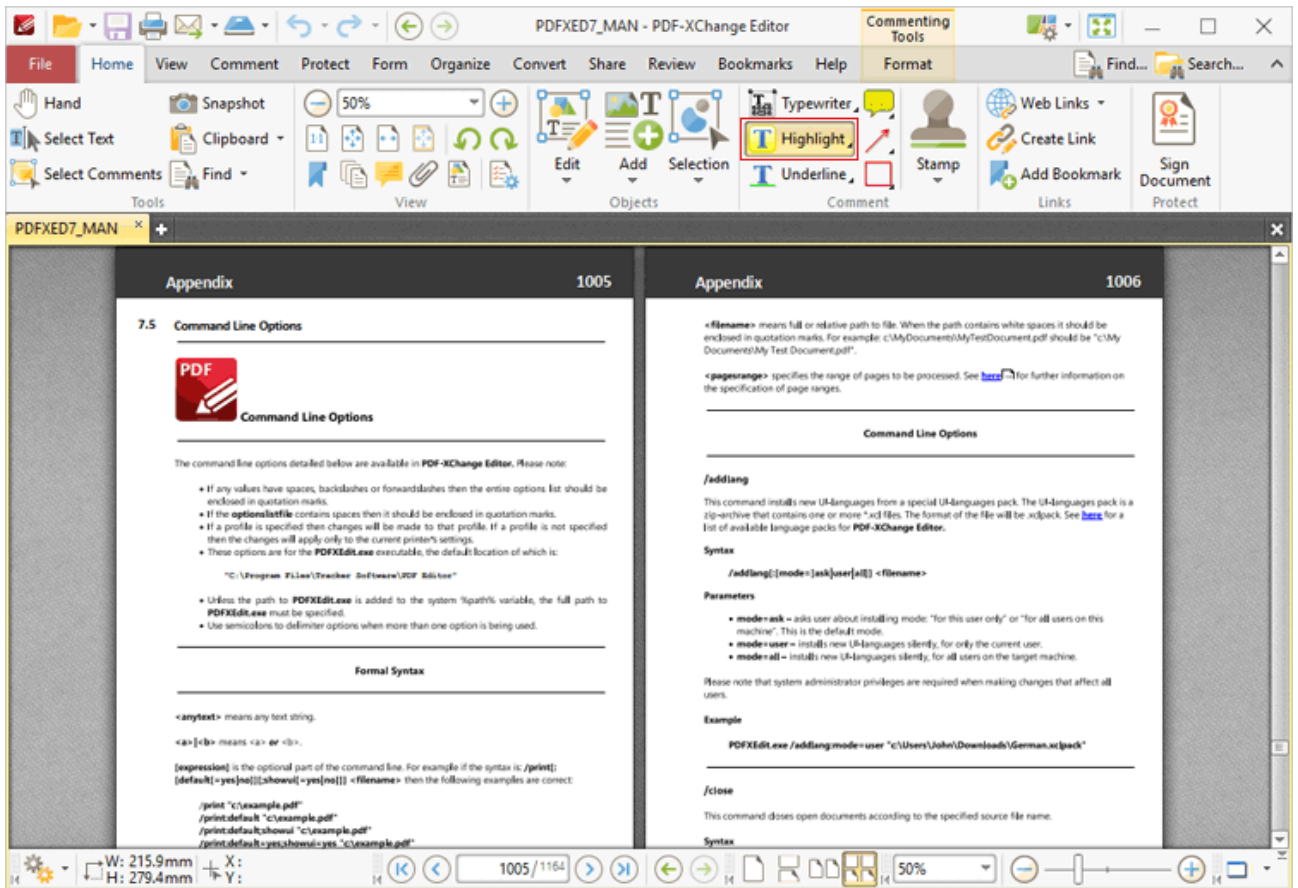 PDFXED7_MAN - PDF-XChange Editor
Commenting
Tools
File Home View Comment Protect Form Organize Convert Share Review Bookmarks Help Format Find... Search...
Hand Snapshot 50% Typewriter Web Links
Select Text Clipboard Highlight Create Link
Edit Add Selection Stamp Sign
Select Comments Find Underline Add Bookmark Document
Tools View Objects Comment Links Protect
PDFXED7_MAN
Appendix 1005
7.5 Command Line Options
PDF
Command Line Options
The command line options detailed below are available in PDF-XChange Editor. Please note:
• If any values have spaces, backslashes or forwardslashes then the entire options list should be
enclosed in quotation marks.
• If the optionslistfile contains spaces then it should be enclosed in quotation marks.
• If a profile is specified then changes will be made to that profile. If a profile is not specified
then the changes will apply only to the current printer's settings.
• These options are for the PDFXEdit.exe executable, the default location of which is:
"C:\Program Files\Tracker Software\PDF Editor"
• Unless the path to PDFXEdit.exe is added to the system %path% variable, the full path to
PDFXEdit.exe must be specified.
• Use semicolons to delimiter options when more than one option is being used.
Formal Syntax
<anytext> means any text string.
<a>|<b> means <a> or <b>.
[expression] is the optional part of the command line. For example if the syntax is: /print[:
[default[=yes|no]][;showui[=yes|no]]] <filename> then the following examples are correct:
/print "c:\example.pdf"
/print:default "c:\example.pdf"
/print:default;showui "c:\example.pdf"
/print:default=yes;showui=yes "c:\example.pdf"
Appendix 1006
<filename> means full or relative path to file. When the path contains white spaces it should be
enclosed in quotation marks. For example: c:\MyDocuments\MyTestDocument.pdf should be "c:\My
Documents\My Test Document.pdf".
<pagesrange> specifies the range of pages to be processed. See here for further information on
the specification of page ranges.
Command Line Options
/addlang
This command installs new UI-languages from a special UI-languages pack. The UI-languages pack is a
zip-archive that contains one or more *.xcl files. The format of the file will be .xclpack. See here for a
list of available language packs for PDF-XChange Editor.
Syntax
/addlang[:[mode=]ask|user|all]] <filename>
Parameters
• mode=ask – asks user about installing mode: "for this user only" or "for all users on this
machine". This is the default mode.
• mode=user – installs new UI-languages silently, for only the current user.
• mode=all – installs new UI-languages silently, for all users on the target machine.
Please note that system administrator privileges are required when making changes that affect all
users.
Example
PDFXEdit.exe /addlang:mode=user "c:\Users\John\Downloads\German.xclpack"
/close
This command closes open documents according to the specified source file name.
Syntax
W: 215.9mm X:
H: 279.4mm Y:
1005/1164 50%